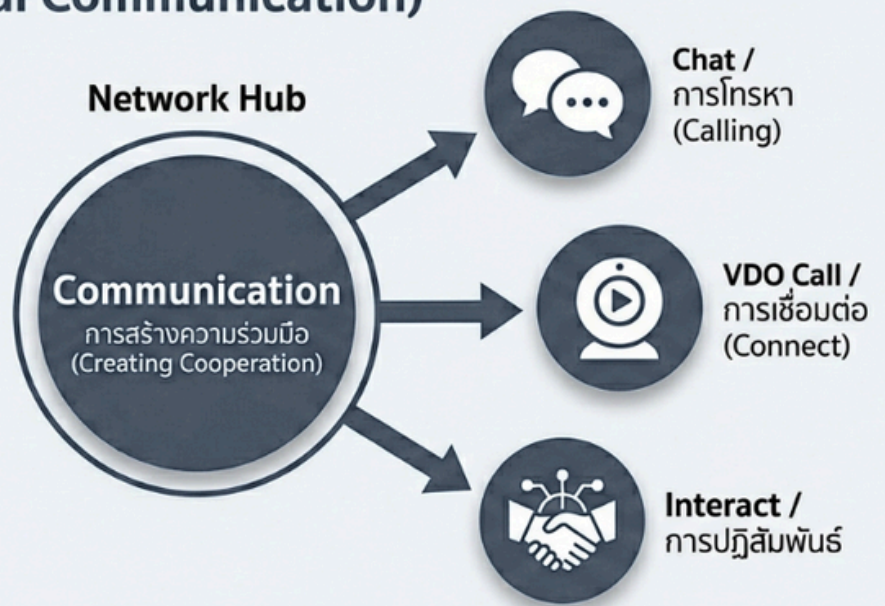 Communication)
Network Hub
Communication
การสร้างความร่วมมือ
(Creating Cooperation)
Chat /
การโทรหา
(Calling)
VDO Call /
การเชื่อมต่อ
(Connect)
Interact /
การปฏิสัมพันธ์